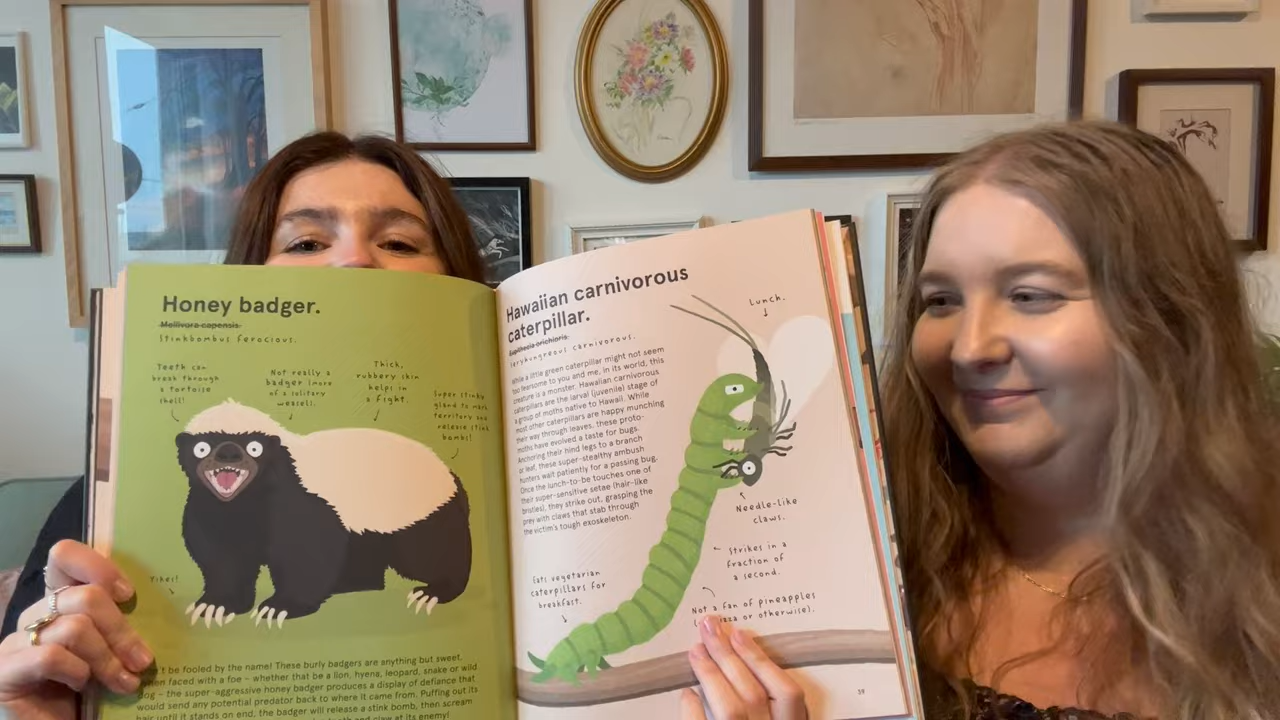 Honey badger.
Mellivora capensis.
Stinkbombus ferocious.
Teeth can
break through
a tortoise
shell!
Not really a
badger (more
of a solitary
weasel).
Thick,
rubbery skin
helps in
a fight.
Super stinky
gland to mark
territory and
release stink
bombs!
Yikes!
be fooled by the name! These burly badgers are anything but sweet.
faced with a foe – whether that be a lion, hyena, leopard, snake or wild
dog – the super-aggressive honey badger produces a display of defiance that
would send any potential predator back to where it came from. Puffing out its
hair until it stands on end, the badger will release a stink bomb, then scream
and claw at its enemy!
Hawaiian carnivorous
caterpillar.
Eupithecia orichloris.
Veryhungreous carnivorous.
While a little green caterpillar might not seem
too fearsome to you and me, in its world, this
creature is a monster. Hawaiian carnivorous
caterpillars are the larval (juvenile) stage of
a group of moths native to Hawaii. While
most other caterpillars are happy munching
their way through leaves, these proto-
moths have evolved a taste for bugs.
Anchoring their hind legs to a branch
or leaf, these super-stealthy ambush
hunters wait patiently for a passing bug.
Once the lunch-to-be touches one of
their super-sensitive setae (hair-like
bristles), they strike out, grasping the
prey with claws that stab through
the victim's tough exoskeleton.
Lunch.
Needle-like
claws.
Strikes in a
fraction of
a second.
Eats vegetarian
caterpillars for
breakfast.
Not a fan of pineapples
pizza or otherwise).
59